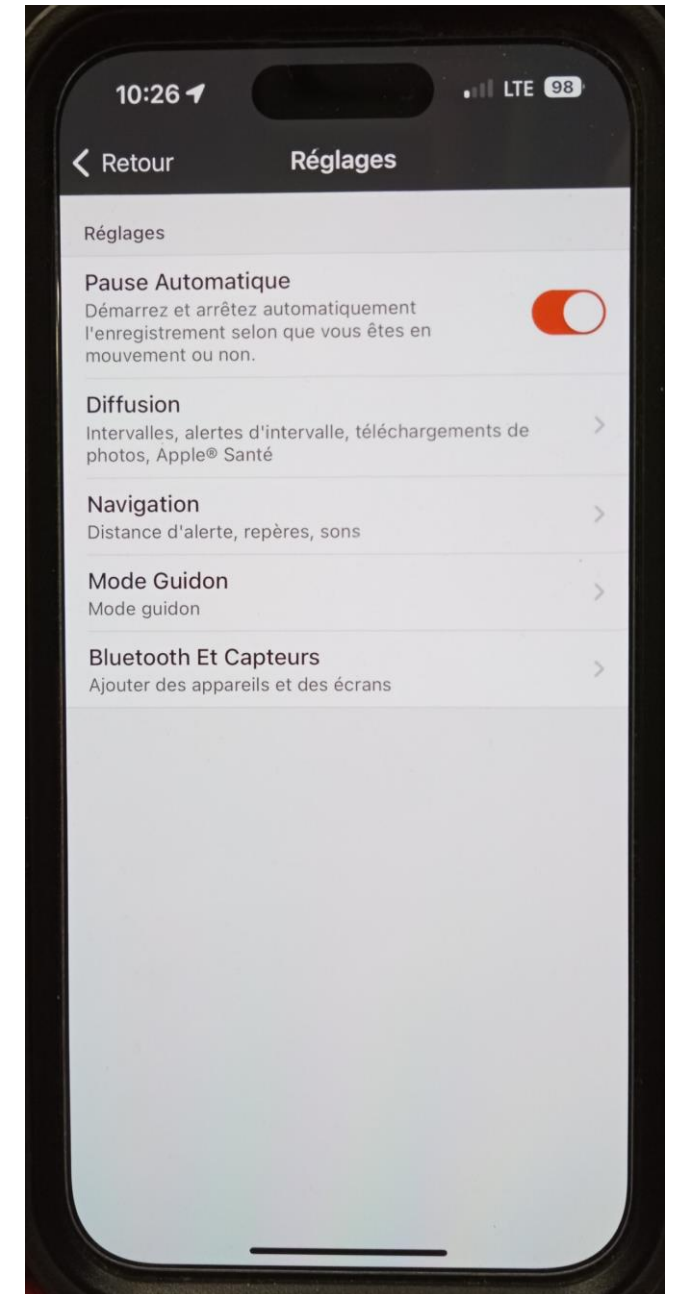 10:26
LTE 98
Retour
Réglages
Réglages
Pause Automatique
Démarrez et arrêtez automatiquement
l'enregistrement selon que vous êtes en
mouvement ou non.
Diffusion
Intervalles, alertes d'intervalle, téléchargements de
photos, Apple® Santé
Navigation
Distance d'alerte, repères, sons
Mode Guidon
Mode guidon
Bluetooth Et Capteurs
Ajouter des appareils et des écrans